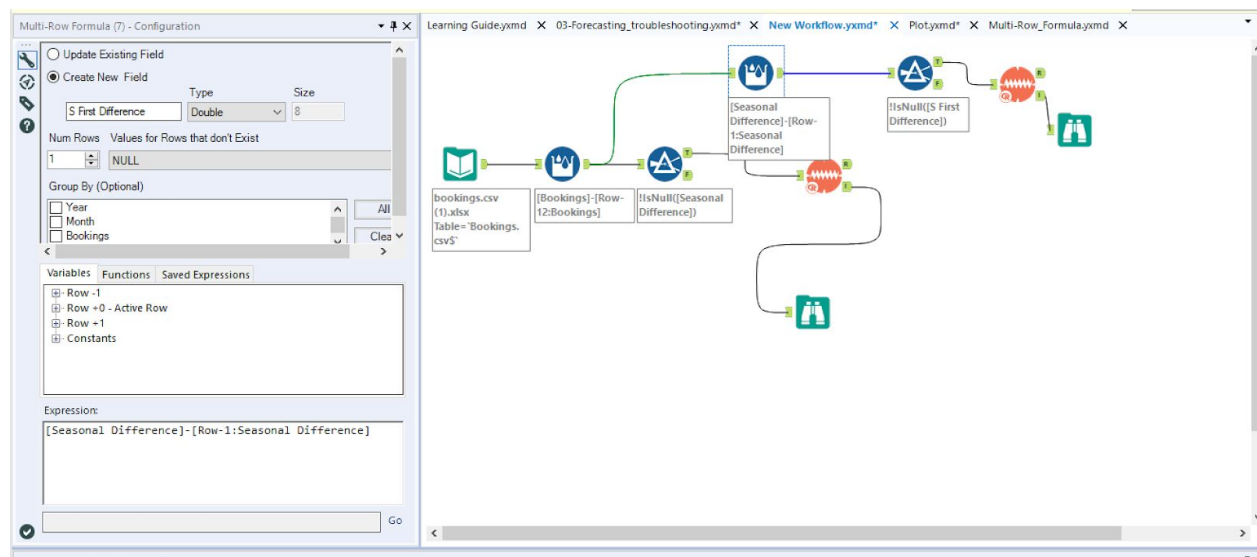 Multi-Row Formula (7) - Configuration
Update Existing Field
Create New Field
Type
Size
S First Difference
Double
8
Num Rows Values for Rows that don't Exist
1
NULL
Group By (Optional)
Year
Month
Bookings
All
Clea
Variables
Functions
Saved Expressions
Row -1
Row +0 - Active Row
Row +1
Constants
Expression:
[Seasonal Difference]-[Row-1:Seasonal Difference]
Go
Learning Guide.yxmd X
03-Forecasting_troubleshooting.yxmd* X
New Workflow.yxmd* X
Plot.yxmd* X
Multi-Row_Formula.yxmd X
[Seasonal
Difference]-[Row-
1:Seasonal
Difference]
T
F
!IsNull([S First
Difference])
R
I
bookings.csv
(1).xlsx
Table=`Bookings.
csv$`
[Bookings]-[Row-
12:Bookings]
T
F
!IsNull([Seasonal
Difference])
R
I